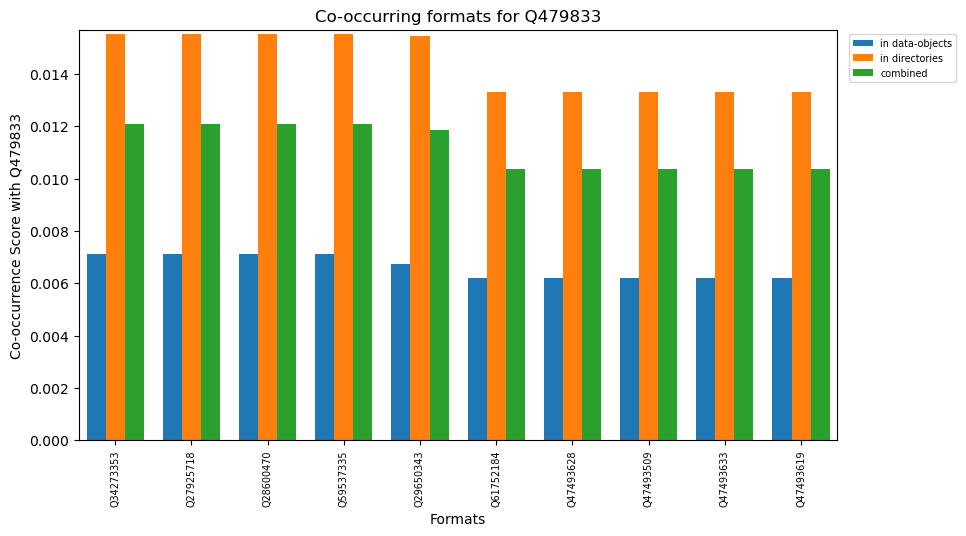 Co-occurring formats for Q479833
in data-objects
in directories
combined
Co-occurrence Score with Q479833
0.014
0.012
0.010
0.008
0.006
0.004
0.002
0.000
Q34273353
Q27925718
Q28600470
Q59537335
Q29650343
Q61752184
Q47493628
Q47493509
Q47493633
Q47493619
Formats